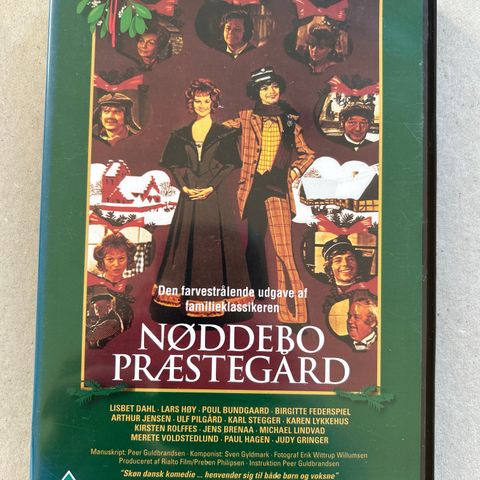 Den farvestrålende udgave af
familieklassikeren
NØDDEBO
PRÆSTEGÅRD
LISBET DAHL · LARS HØY · POUL BUNDGAARD · BIRGITTE FEDERSPIEL
ARTHUR JENSEN · ULF PILGÅRD · KARL STEGGER · KAREN LYKKEHUS
KIRSTEN ROLFFES · JENS BRENAA · MICHAEL LINDVAD
MERETE VOLDSTEDLUND · PAUL HAGEN · JUDY GRINGER
Manuskript: Peer Guldbrandsen · Komponist: Sven Gyldmark · Fotograf Erik Wittrup Willumsen
Produceret af Rialto Film/Preben Philipsen · Instruktion Peer Guldbrandsen
"Skøn dansk komedie ... henvender sig til både børn og voksne"